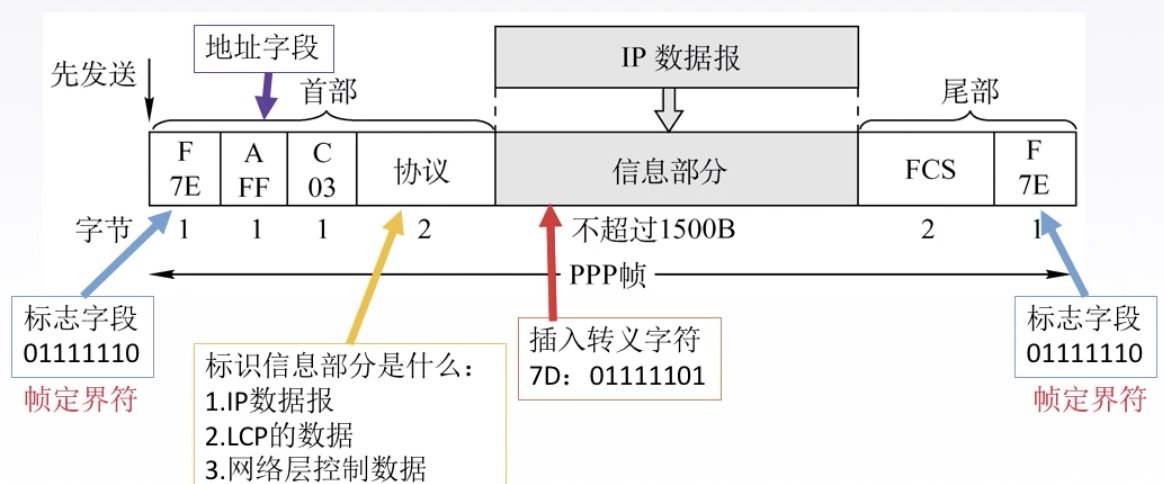 地址字段
IP 数据报
先发送
首部
尾部
F
7E
A
FF
C
03
协议
信息部分
FCS
F
7E
字节
1
1
1
2
不超过1500B
2
1
PPP帧
标志字段
01111110
帧定界符
标识信息部分是什么：
1.IP数据报
2.LCP的数据
3.网络层控制数据
插入转义字符
7D：01111101
标志字段
01111110
帧定界符